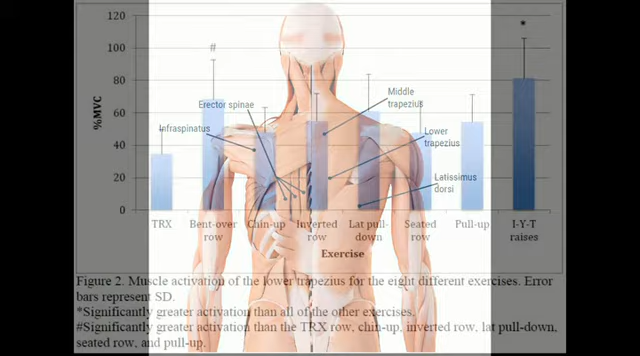 120
100
80
60
40
20
0
%MVC
#
*
Erector spinae
Infraspinatus
Middle
trapezius
Lower
trapezius
Latissimus
dorsi
TRX
Bent-over
row
Chin-up
Inverted
row
Lat pull-
down
Seated
row
Pull-up
I-Y-T
raises
Exercise
Figure 2. Muscle activation of the lower trapezius for the eight different exercises. Error
bars represent SD.
*Significantly greater activation than all of the other exercises.
#Significantly greater activation than the TRX row, chin-up, inverted row, lat pull-down,
seated row, and pull-up.